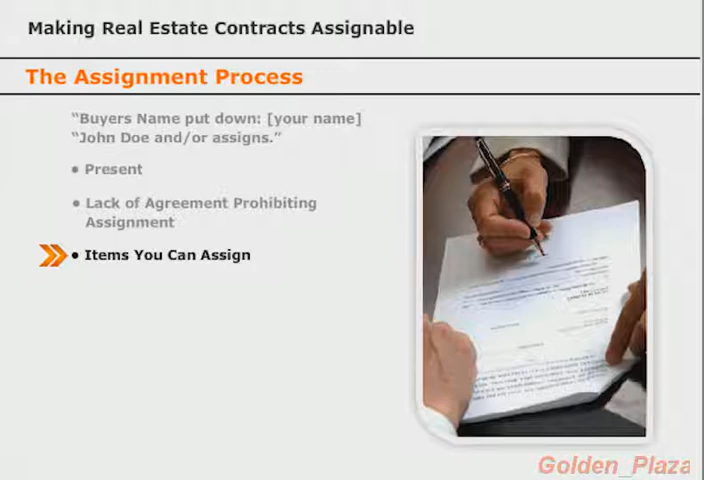 Making Real Estate Contracts Assignable
The Assignment Process
“Buyers Name put down: [your name]
“John Doe and/or assigns.”
• Present
• Lack of Agreement Prohibiting
Assignment
• Items You Can Assign
Golden_Plaza